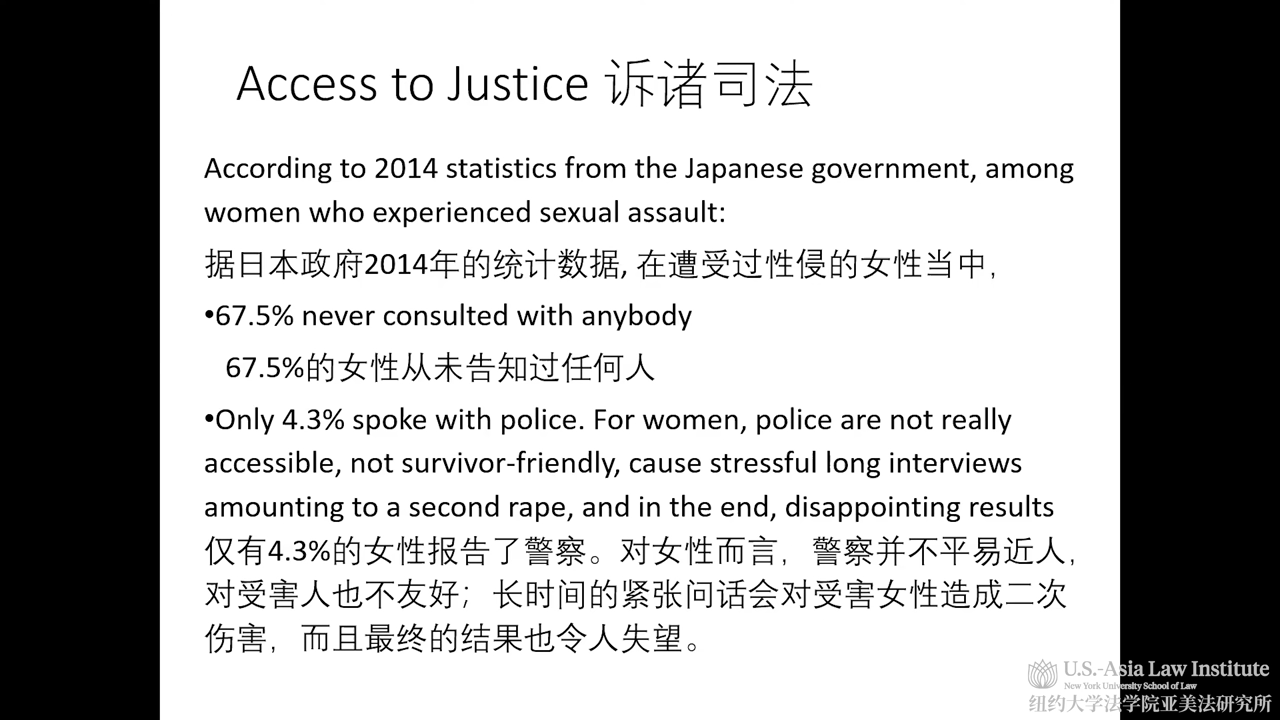 Access to Justice 诉诸司法
According to 2014 statistics from the Japanese government, among
women who experienced sexual assault:
据日本政府2014年的统计数据, 在遭受过性侵的女性当中，
•67.5% never consulted with anybody
67.5%的女性从未告知过任何人
•Only 4.3% spoke with police. For women, police are not really
accessible, not survivor-friendly, cause stressful long interviews
amounting to a second rape, and in the end, disappointing results
仅有4.3%的女性报告了警察。对女性而言，警察并不平易近人，
对受害人也不友好；长时间的紧张问话会对受害女性造成二次
伤害，而且最终的结果也令人失望。
U.S.-Asia Law Institute
New York University School of Law
纽约大学法学院亚美法研究所